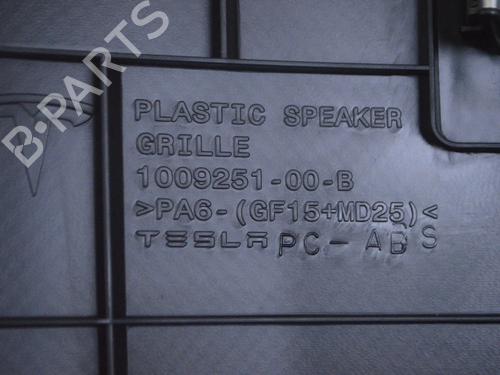 B-PARTS
PLASTIC SPEAKER
GRILLE
1009251-00-B
>PA6-(GF15+MD25)<
TESLA PC-ABS